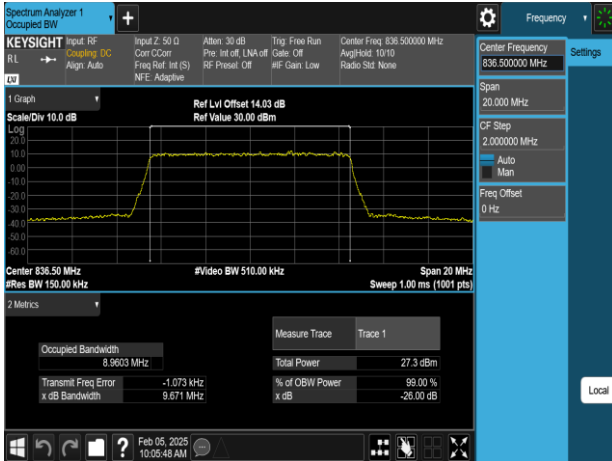 Spectrum Analyzer 1
Occupied BW
+
Frequency
KEYSIGHT
R L
LXI
Input: RF
Coupling: DC
Align: Auto
Input Z: 50 Ω
Corr CCorr
Freq Ref: Int (S)
NFE: Adaptive
Atten: 30 dB
Pre: Int off, LNA off
RF Preset: Off
Trig: Free Run
Gate: Off
#IF Gain: Low
Center Freq: 836.500000 MHz
Avg|Hold: 10/10
Radio Std: None
Center Frequency
836.500000 MHz
Settings
Span
20.000 MHz
CF Step
2.000000 MHz
Auto
Man
Freq Offset
0 Hz
Local
1 Graph
Scale/Div 10.0 dB
Ref Lvl Offset 14.03 dB
Ref Value 30.00 dBm
Log
20.0
10.0
0.00
-10.0
-20.0
-30.0
-40.0
-50.0
-60.0
Center 836.50 MHz
#Video BW 510.00 kHz
Span 20 MHz
#Res BW 150.00 kHz
Sweep 1.00 ms (1001 pts)
2 Metrics
Measure Trace
Trace 1
Occupied Bandwidth
8.9603 MHz
Total Power
27.3 dBm
Transmit Freq Error
-1.073 kHz
% of OBW Power
99.00 %
x dB Bandwidth
9.671 MHz
x dB
-26.00 dB
?
Feb 05, 2025
10:05:48 AM